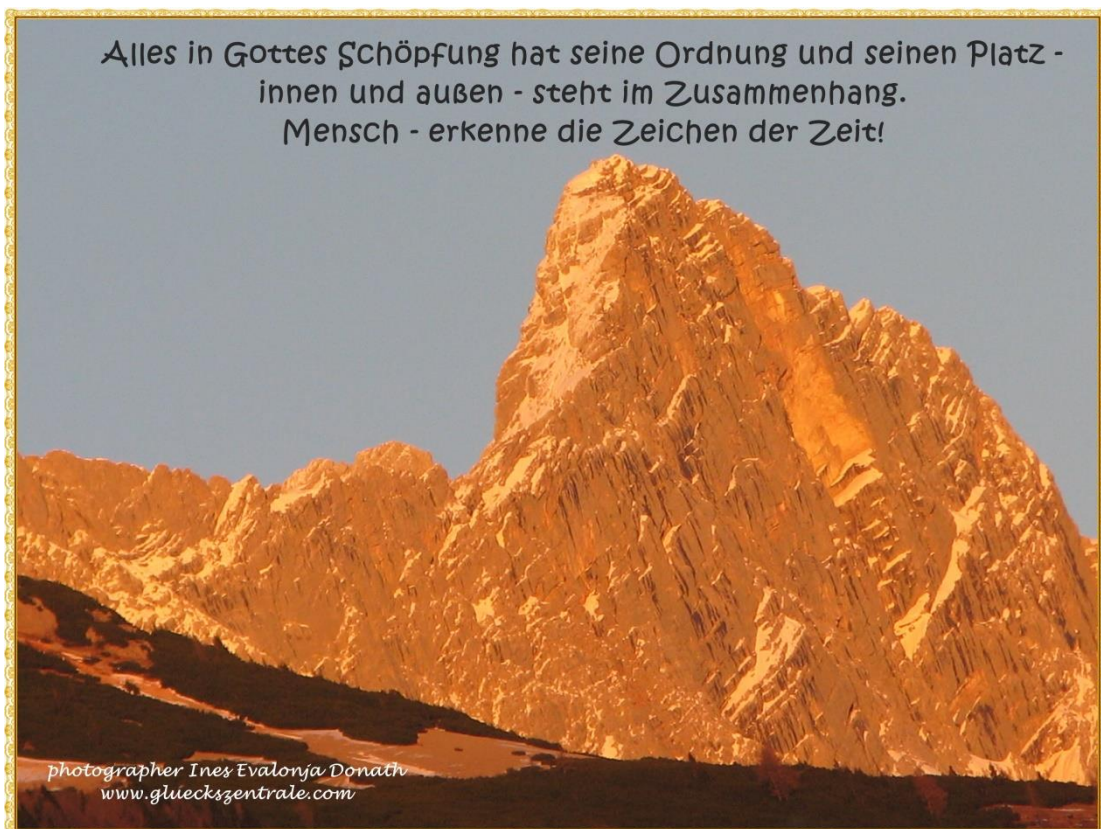 Alles in Gottes Schöpfung hat seine Ordnung und seinen Platz -
innen und außen - steht im Zusammenhang.
Mensch - erkenne die Zeichen der Zeit!
photographer Ines Evalonja Donath
www.glueckszentrale.com